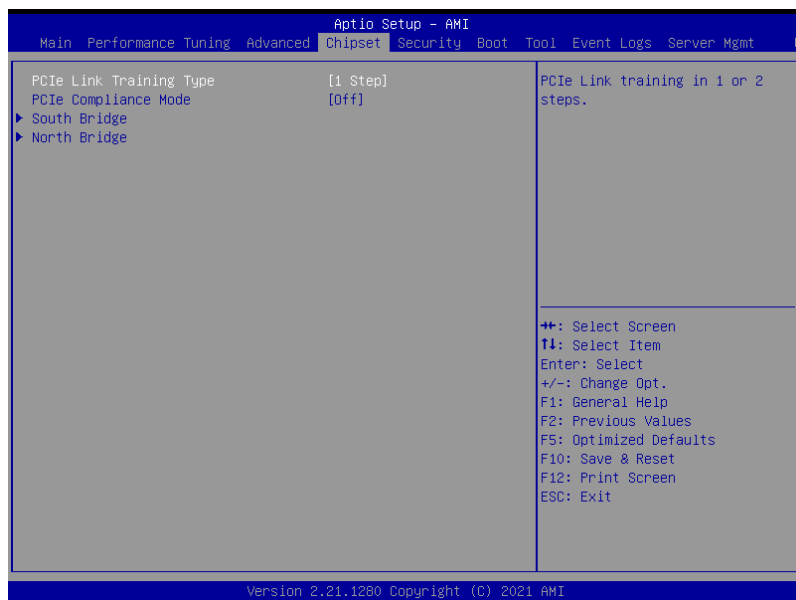 Aptio Setup - AMI
Main Performance Tuning Advanced Chipset Security Boot Tool Event Logs Server Mgmt
PCIe Link Training Type [1 Step]
PCIe Compliance Mode [Off]
South Bridge
North Bridge
PCIe Link training in 1 or 2
steps.
→←: Select Screen
↑↓: Select Item
Enter: Select
+/-: Change Opt.
F1: General Help
F2: Previous Values
F5: Optimized Defaults
F10: Save & Reset
F12: Print Screen
ESC: Exit
Version 2.21.1280 Copyright (C) 2021 AMI